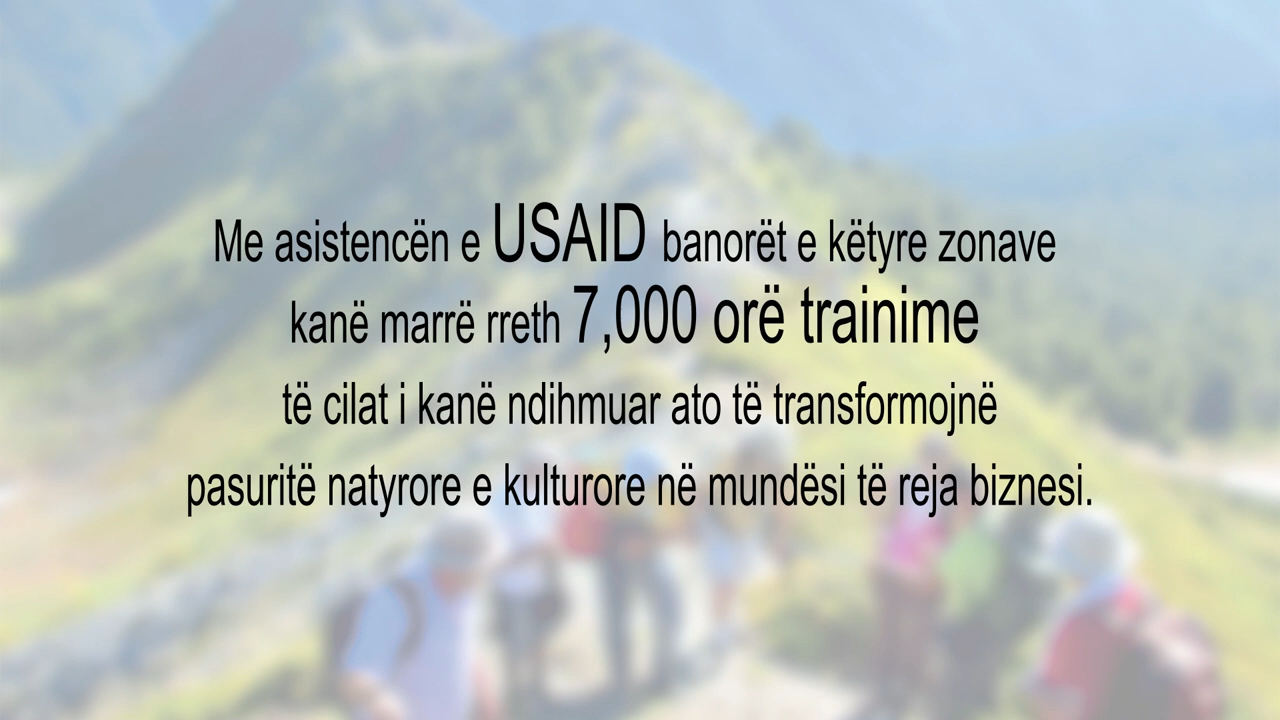 Me asistencën e USAID banorët e këtyre zonave
kanë marrë rreth 7,000 orë trainime
të cilat i kanë ndihmuar ato të transformojnë
pasuritë natyrore e kulturore në mundësi të reja biznesi.